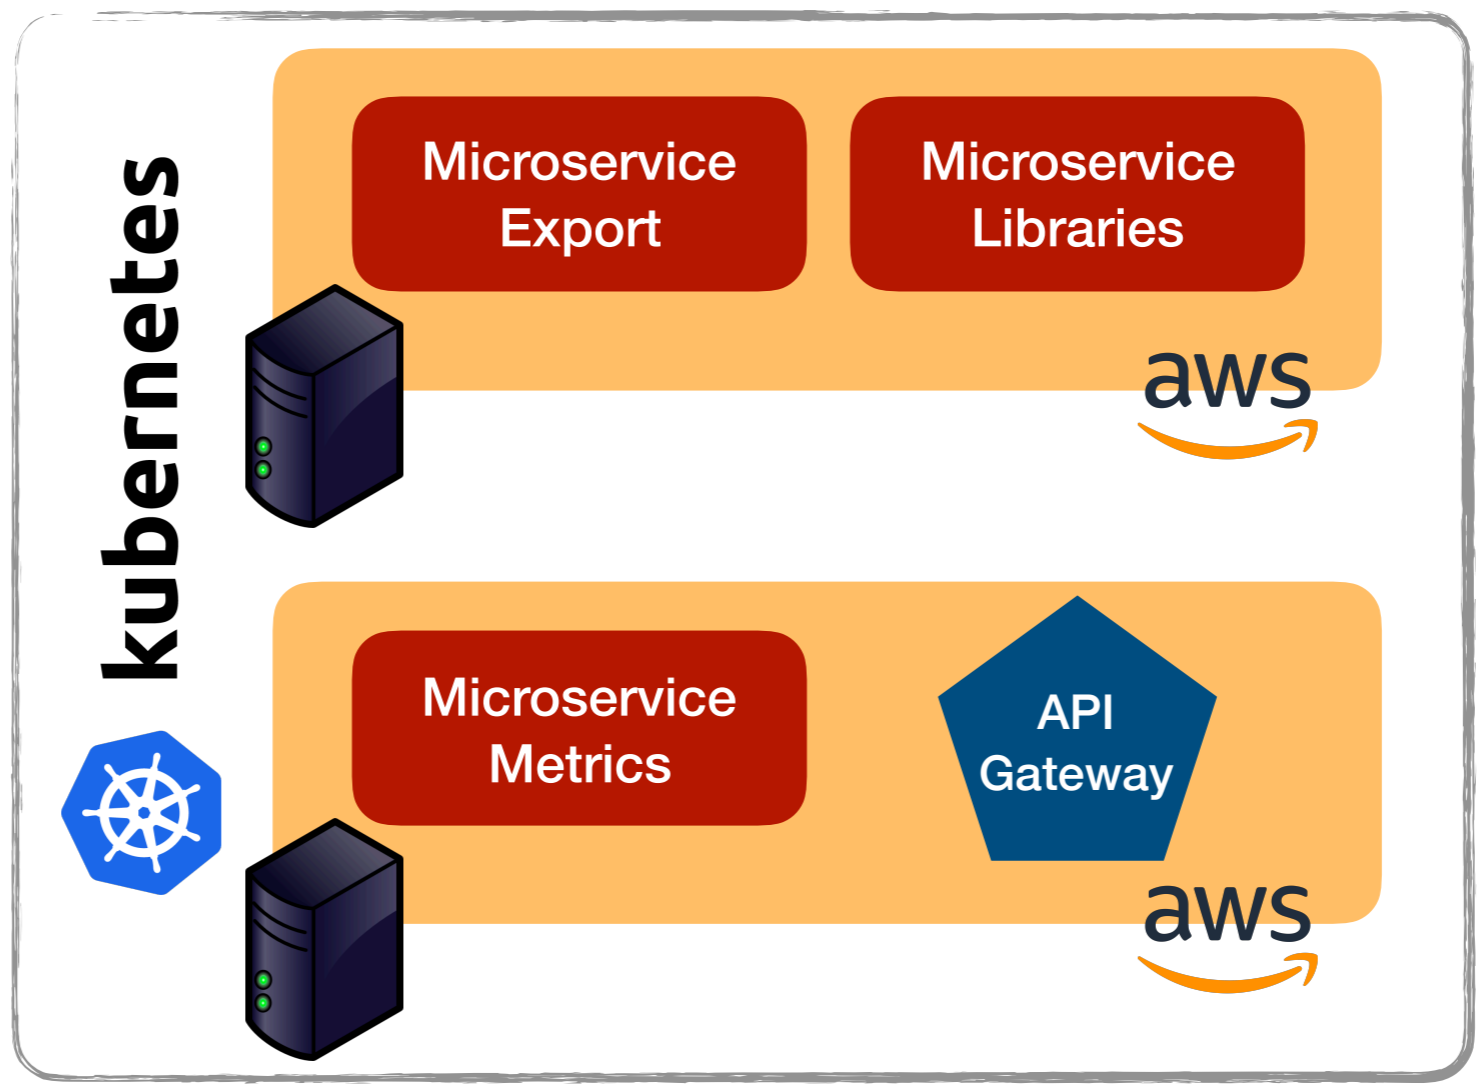 kubernetes
Microservice
Export
Microservice
Libraries
aws
Microservice
Metrics
API
Gateway
aws